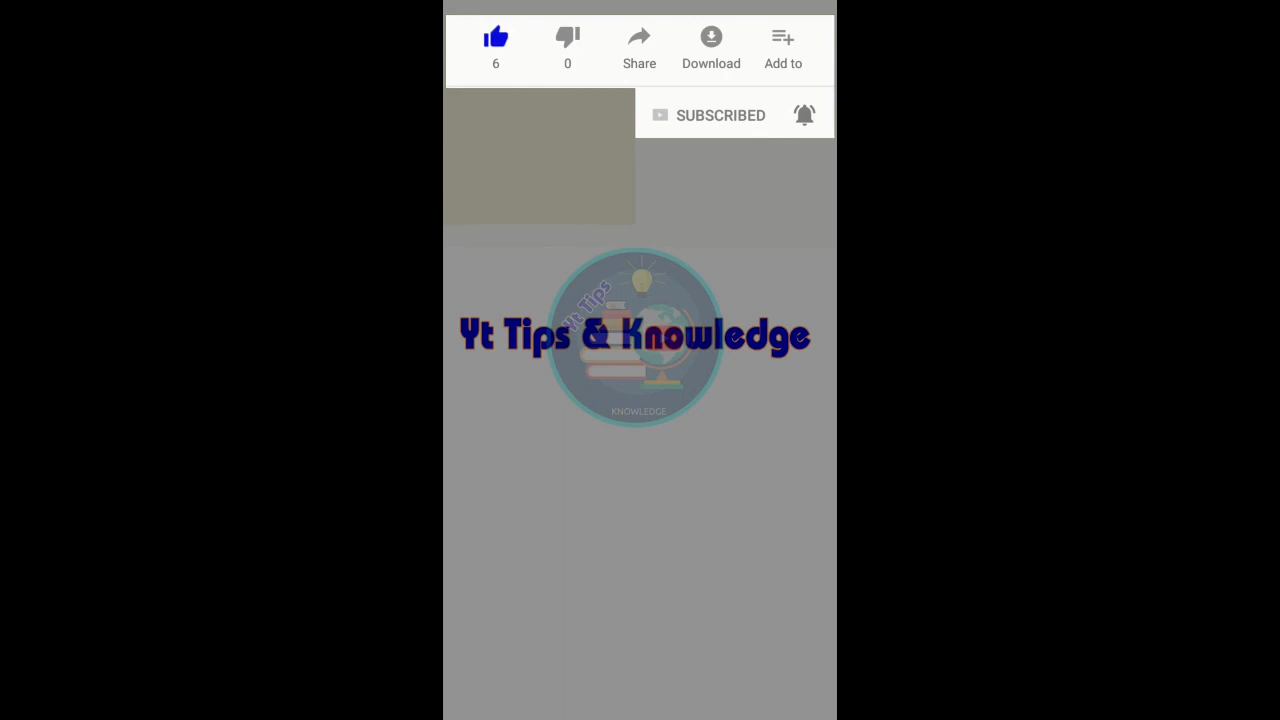 6
0
Share
Download
Add to
SUBSCRIBED
Yt Tips
Yt Tips & Knowledge
KNOWLEDGE